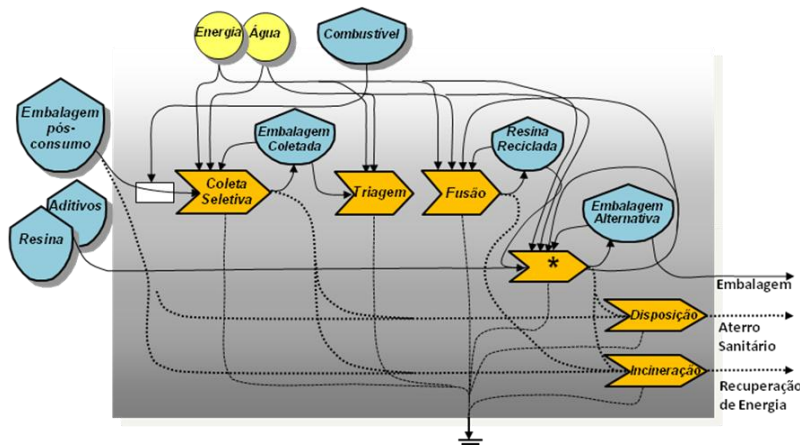 Energia
Água
Combustível
Embalagem
pós-
consumo
Embalagem
Coletada
Resina
Reciclada
Coleta
Seletiva
Triagem
Fusão
Aditivos
Resina
Embalagem
Alternativa
*
Embalagem
Disposição
Aterro
Sanitário
Incineração
Recuperação
de Energia